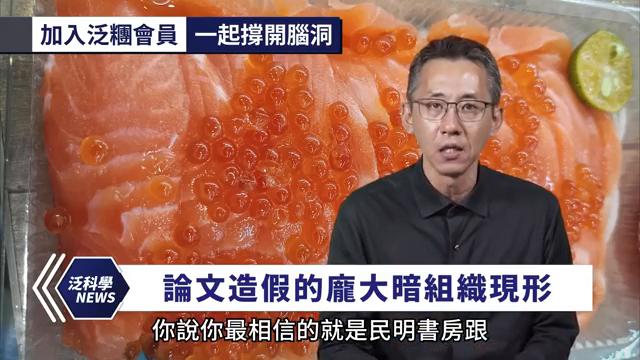 加入泛糰會員 一起撐開腦洞
泛科學
NEWS
論文造假的龐大暗組織現形
你說你最相信的就是民明書房跟